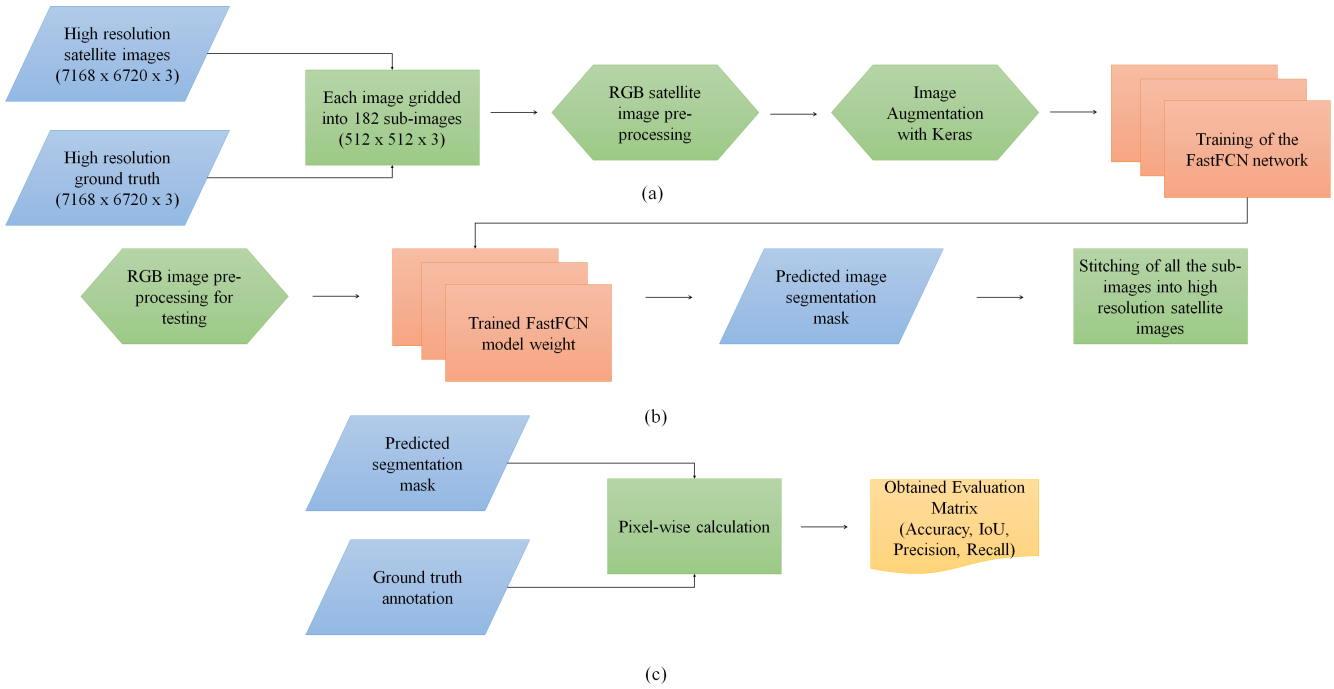 High resolution
satellite images
(7168 x 6720 x 3)
High resolution
ground truth
(7168 x 6720 x 3)
Each image gridded
into 182 sub-images
(512 x 512 x 3)
RGB satellite
image pre-
processing
Image
Augmentation
with Keras
Training of the
FastFCN network
(a)
RGB image pre-
processing for
testing
Trained FastFCN
model weight
Predicted image
segmentation
mask
Stitching of all the sub-
images into high
resolution satellite
images
(b)
Predicted
segmentation
mask
Ground truth
annotation
Pixel-wise calculation
Obtained Evaluation
Matrix
(Accuracy, IoU,
Precision, Recall)
(c)